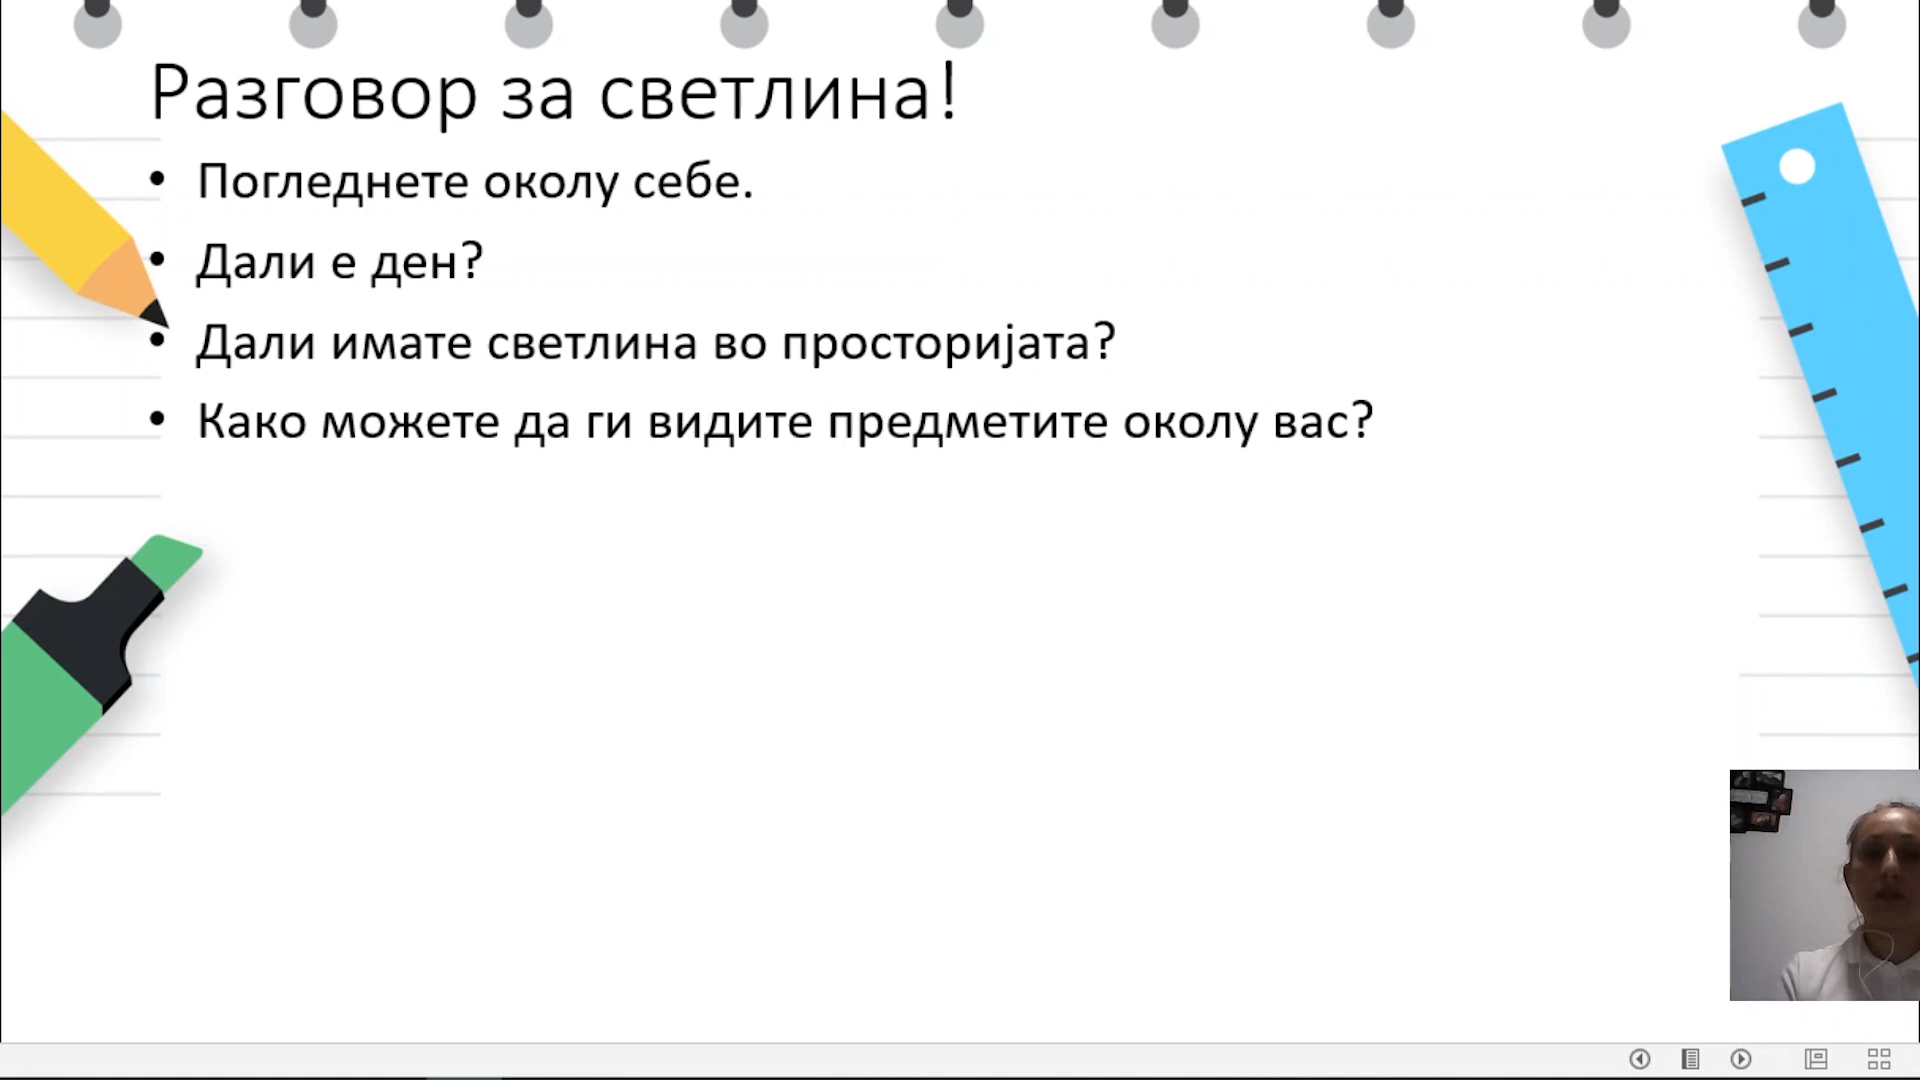 Разговор за светлина!
• Погледнете околу себе.
• Дали е ден?
• Дали имате светлина во просторијата?
• Како можете да ги видите предметите околу вас?